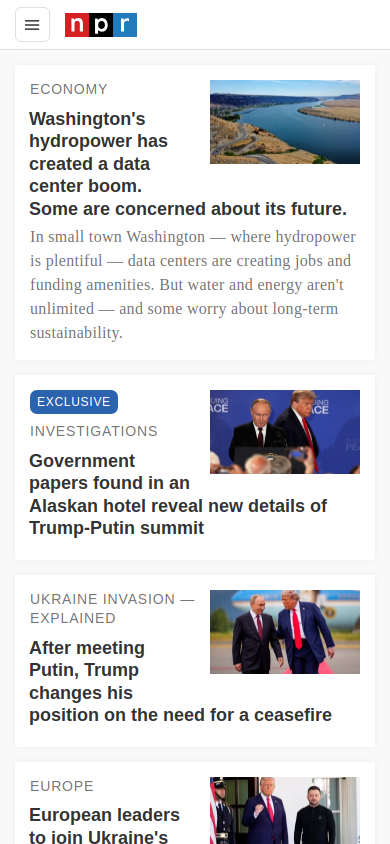 npr
ECONOMY
Washington's
hydropower has
created a data
center boom.
Some are concerned about its future.
In small town Washington — where hydropower
is plentiful — data centers are creating jobs and
funding amenities. But water and energy aren't
unlimited — and some worry about long-term
sustainability.
EXCLUSIVE
INVESTIGATIONS
Government
papers found in an
Alaskan hotel reveal new details of
Trump-Putin summit
UKRAINE INVASION —
EXPLAINED
After meeting
Putin, Trump
changes his
position on the need for a ceasefire
EUROPE
European leaders
to join Ukraine's